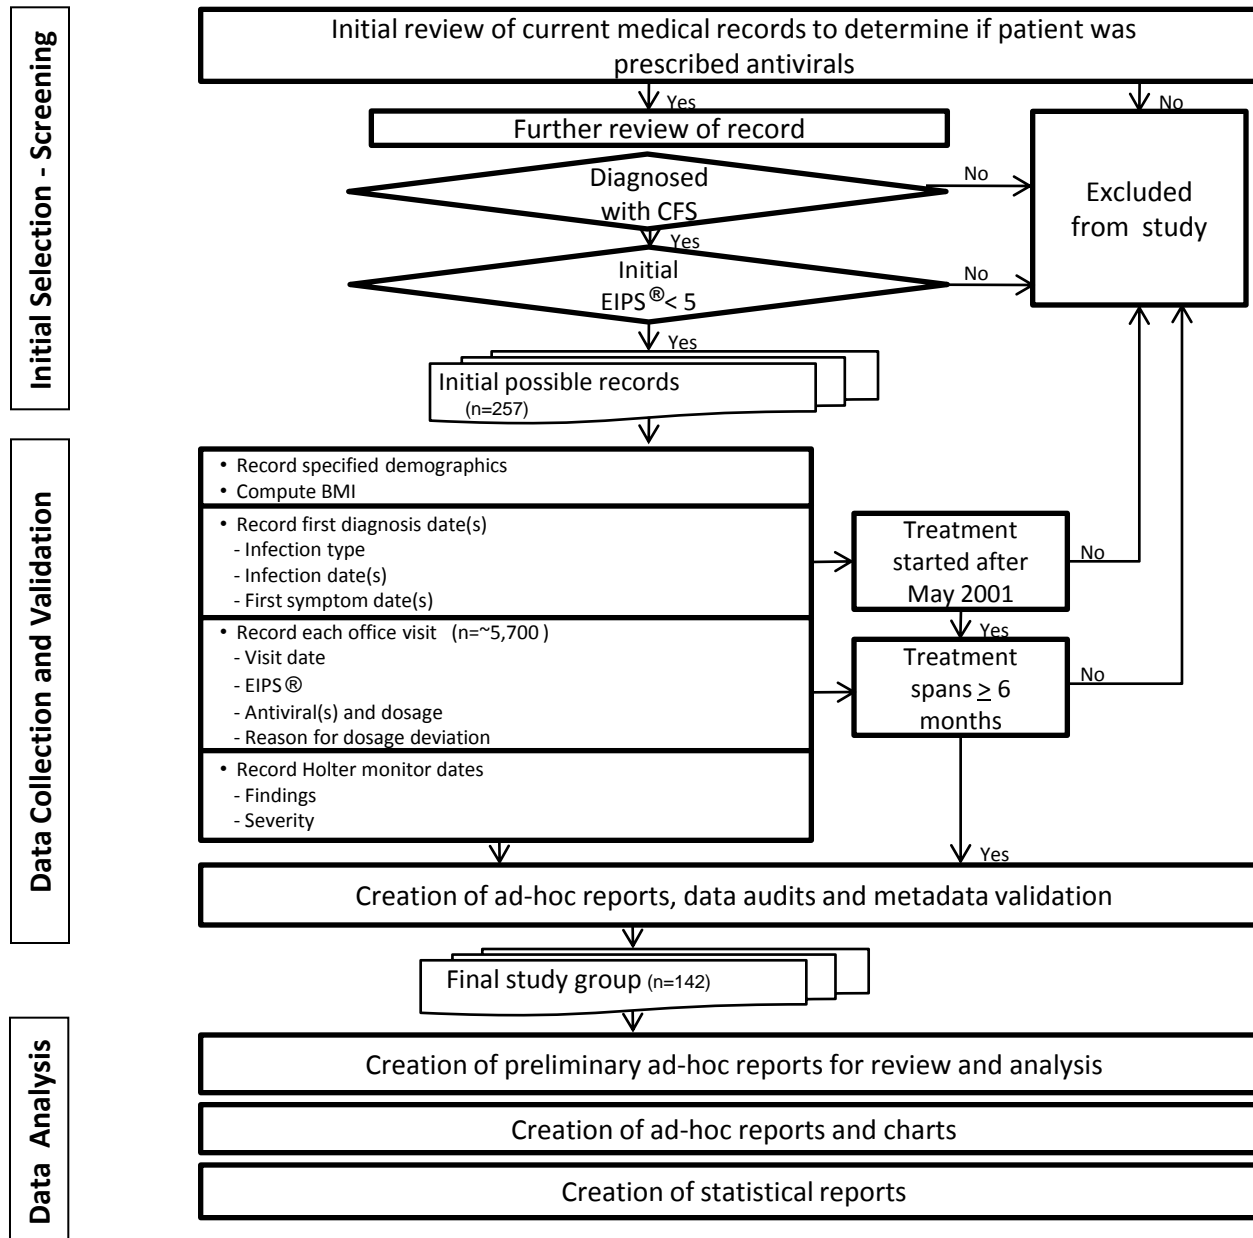 Initial Selection - Screening
Initial review of current medical records to determine if patient was
prescribed antivirals
Yes
No
Further review of record
Diagnosed
with CFS
No
Excluded
from study
Yes
Initial
EIPS®< 5
No
Yes
Initial possible records
(n=257)
Data Collection and Validation
• Record specified demographics
• Compute BMI
• Record first diagnosis date(s)
- Infection type
- Infection date(s)
- First symptom date(s)
Treatment
started after
May 2001
No
Yes
• Record each office visit (n=~5,700 )
- Visit date
- EIPS®
- Antiviral(s) and dosage
- Reason for dosage deviation
Treatment
spans ≥ 6
months
No
• Record Holter monitor dates
- Findings
- Severity
Yes
Creation of ad-hoc reports, data audits and metadata validation
Final study group (n=142)
Data Analysis
Creation of preliminary ad-hoc reports for review and analysis
Creation of ad-hoc reports and charts
Creation of statistical reports